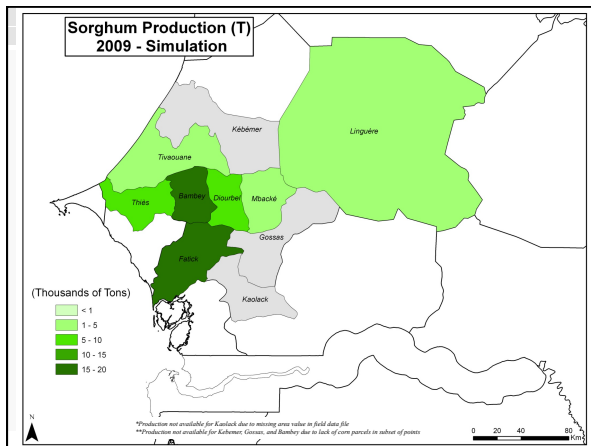 Sorghum Production (T)
2009 - Simulation
Kébémer
Linguère
Tivaouane
Thies
Bambey
Diourbel
Mbacké
Gossas
Fatick
Kaolack
(Thousands of Tons)
< 1
1 - 5
5 - 10
10 - 15
15 - 20
N
*Production not available for Kaolack due to missing area value in field data file
**Production not available for Kebemer, Gossas, and Bambey due to lack of corn parcels in subset of points
0 20 40 60 80
Km